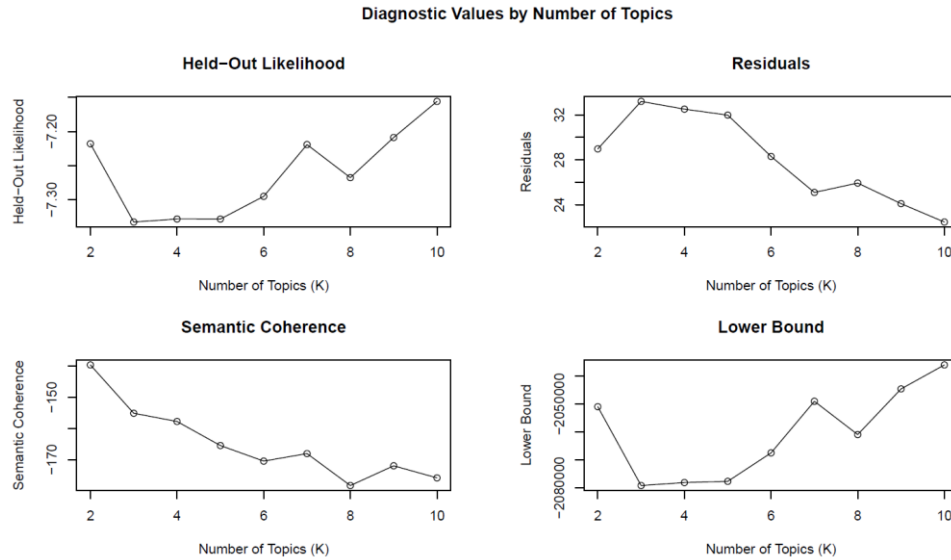 Diagnostic Values by Number of Topics
Held−Out Likelihood
Held−Out Likelihood
−7.20
−7.30
2 4 6 8 10
Number of Topics (K)
Residuals
Residuals
32
28
24
2 4 6 8 10
Number of Topics (K)
Semantic Coherence
Semantic Coherence
−150
−170
2 4 6 8 10
Number of Topics (K)
Lower Bound
Lower Bound
−2050000
−2080000
2 4 6 8 10
Number of Topics (K)